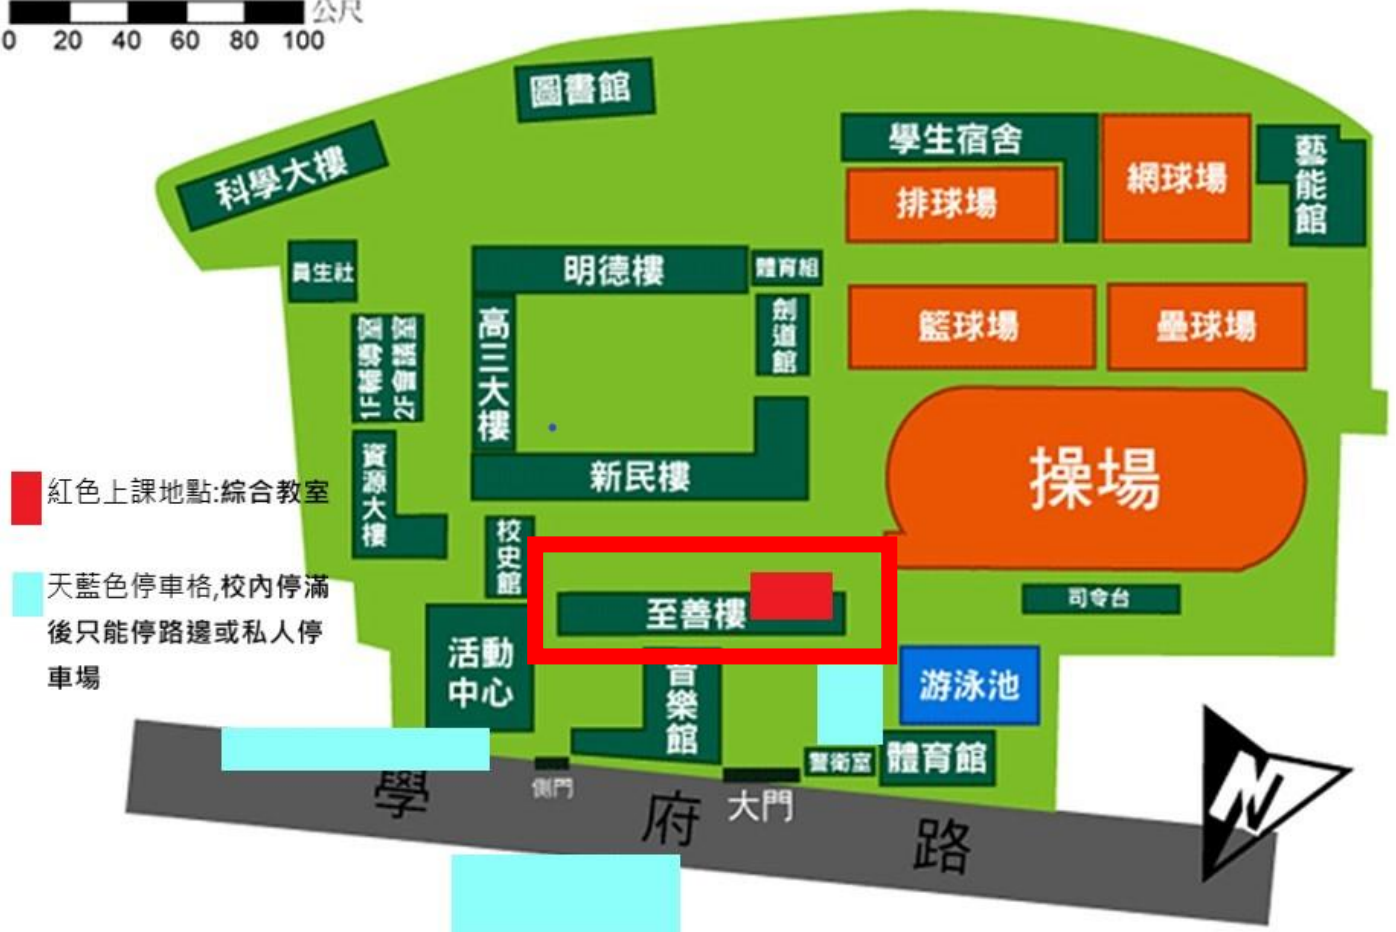 公尺
0 20 40 60 80 100
圖書館
科學大樓
學生宿舍
網球場
藝能館
排球場
員生社
明德樓
體育組
高三大樓
劍道館
籃球場
壘球場
1F輔導室
2F會議室
資源大樓
新民樓
操場
紅色上課地點:綜合教室
校史館
天藍色停車格,校內停滿
後只能停路邊或私人停
車場
至善樓
司令台
活動
中心
音樂館
游泳池
警衛室
體育館
側門
大門
學府路
N